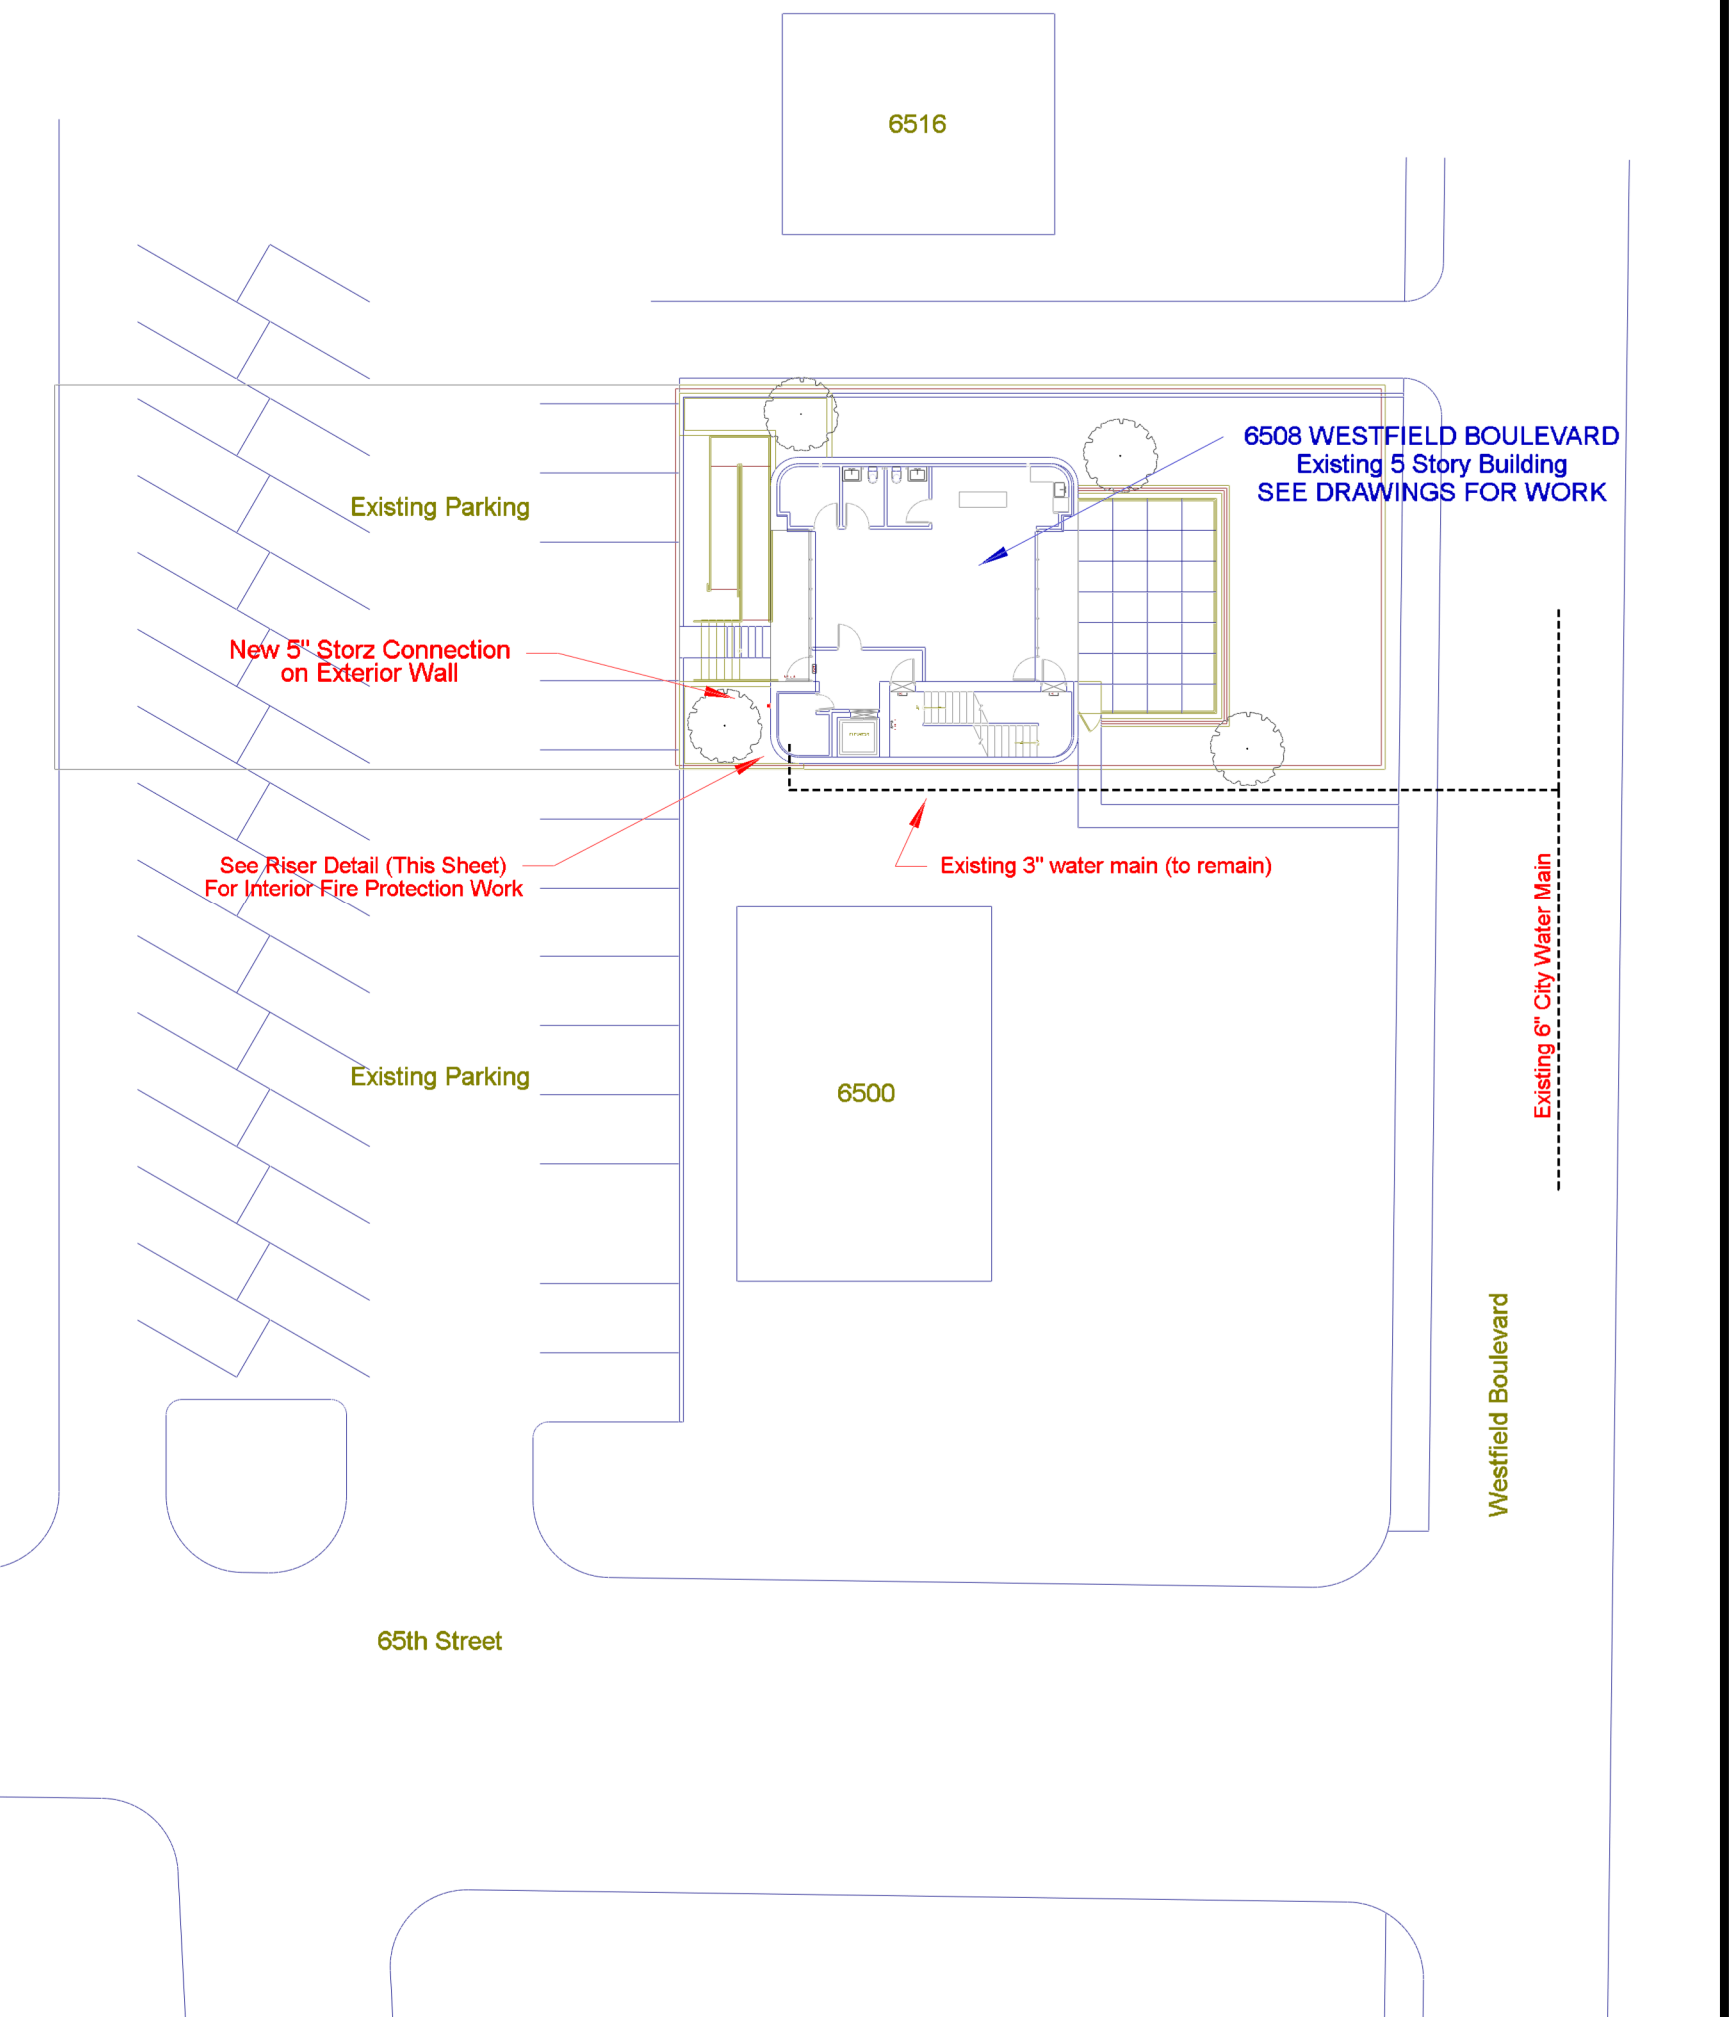 6516
6508 WESTFIELD BOULEVARD
Existing 5 Story Building
SEE DRAWINGS FOR WORK
Existing Parking
New 5" Storz Connection
on Exterior Wall
ELEVATOR
See Riser Detail (This Sheet)
For Interior Fire Protection Work
Existing 3" water main (to remain)
Existing 6" City Water Main
Existing Parking
6500
Westfield Boulevard
65th Street